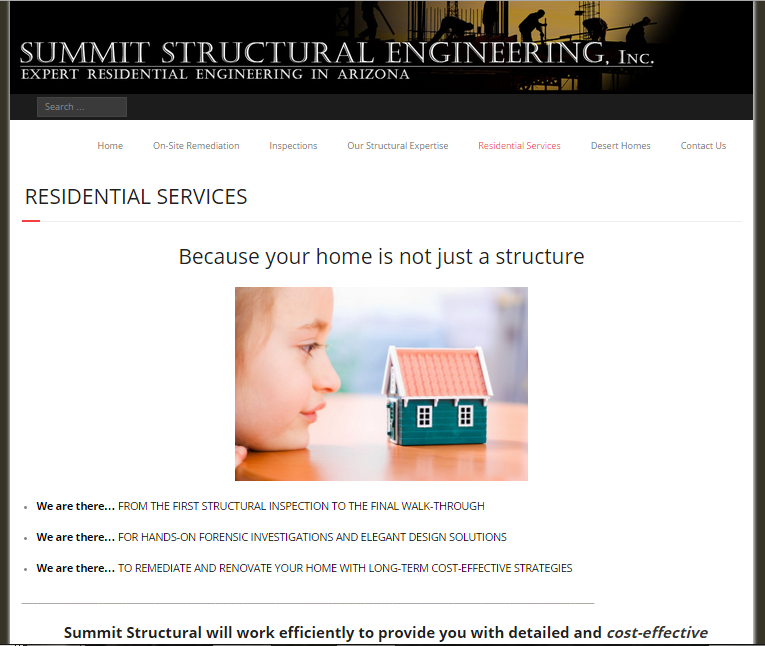 SUMMIT STRUCTURAL ENGINEERING, INC.
EXPERT RESIDENTIAL ENGINEERING IN ARIZONA
Search ...
Home On-Site Remediation Inspections Our Structural Expertise Residential Services Desert Homes Contact Us
RESIDENTIAL SERVICES
Because your home is not just a structure
We are there... FROM THE FIRST STRUCTURAL INSPECTION TO THE FINAL WALK-THROUGH
We are there... FOR HANDS-ON FORENSIC INVESTIGATIONS AND ELEGANT DESIGN SOLUTIONS
We are there... TO REMEDIATE AND RENOVATE YOUR HOME WITH LONG-TERM COST-EFFECTIVE STRATEGIES
Summit Structural will work efficiently to provide you with detailed and cost-effective